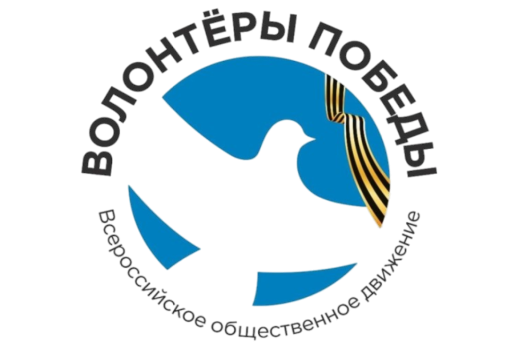 ВОЛОНТЁРЫ ПОБЕДЫ
Всероссийское общественное движение